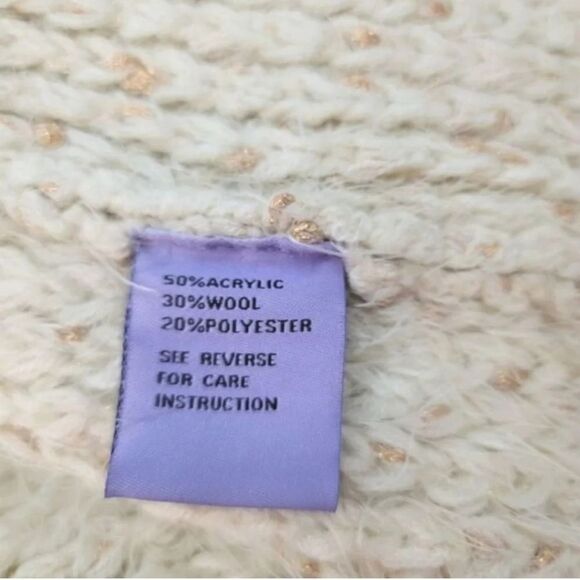 50%ACRYLIC
30%WOOL
20%POLYESTER
SEE REVERSE
FOR CARE
INSTRUCTION